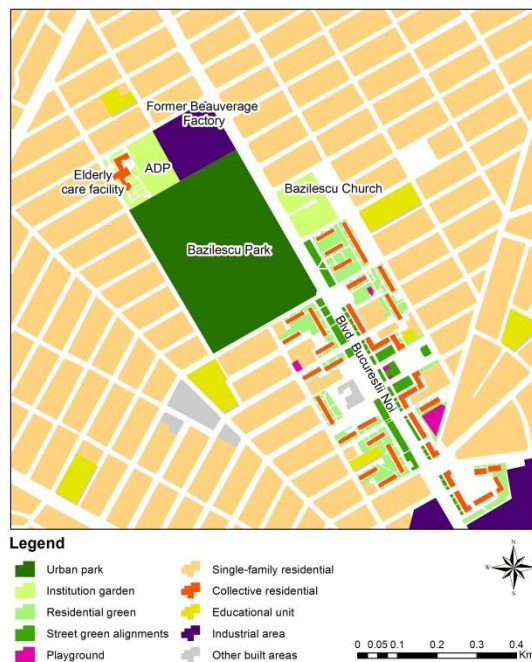 Former Beauverage
Factory
ADP
Elderly
care facility
Bazilescu Church
Bazilescu Park
Blvd. Bucurestii Noi
Legend
Urban park
Institution garden
Residential green
Street green alignments
Playground
Single-family residential
Collective residential
Educational unit
Industrial area
Other built areas
N
W E
S
0 0.05 0.1 0.2 0.3 0.4
Km